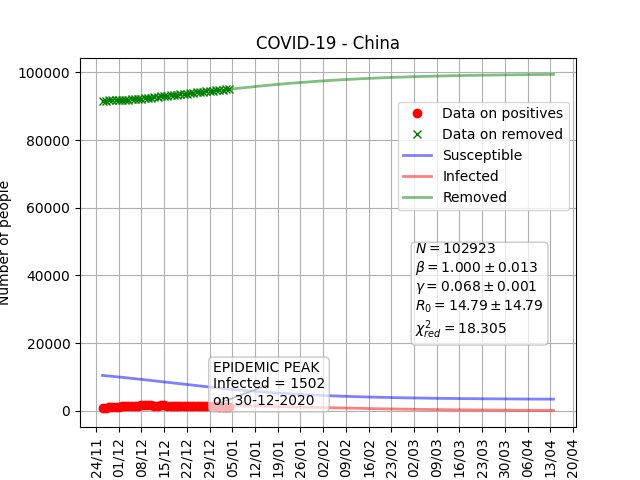 COVID-19 - China
Number of people
100000
80000
60000
40000
20000
0
Data on positives
Data on removed
Susceptible
Infected
Removed
N = 102923
β = 1.000 ± 0.013
γ = 0.068 ± 0.001
R₀ = 14.79 ± 14.79
χ²red = 18.305
EPIDEMIC PEAK
Infected = 1502
on 30-12-2020
24/11 01/12 08/12 15/12 22/12 29/12 05/01 12/01 19/01 26/01 02/02 09/02 16/02 23/02 02/03 09/03 16/03 23/03 30/03 06/04 13/04 20/04